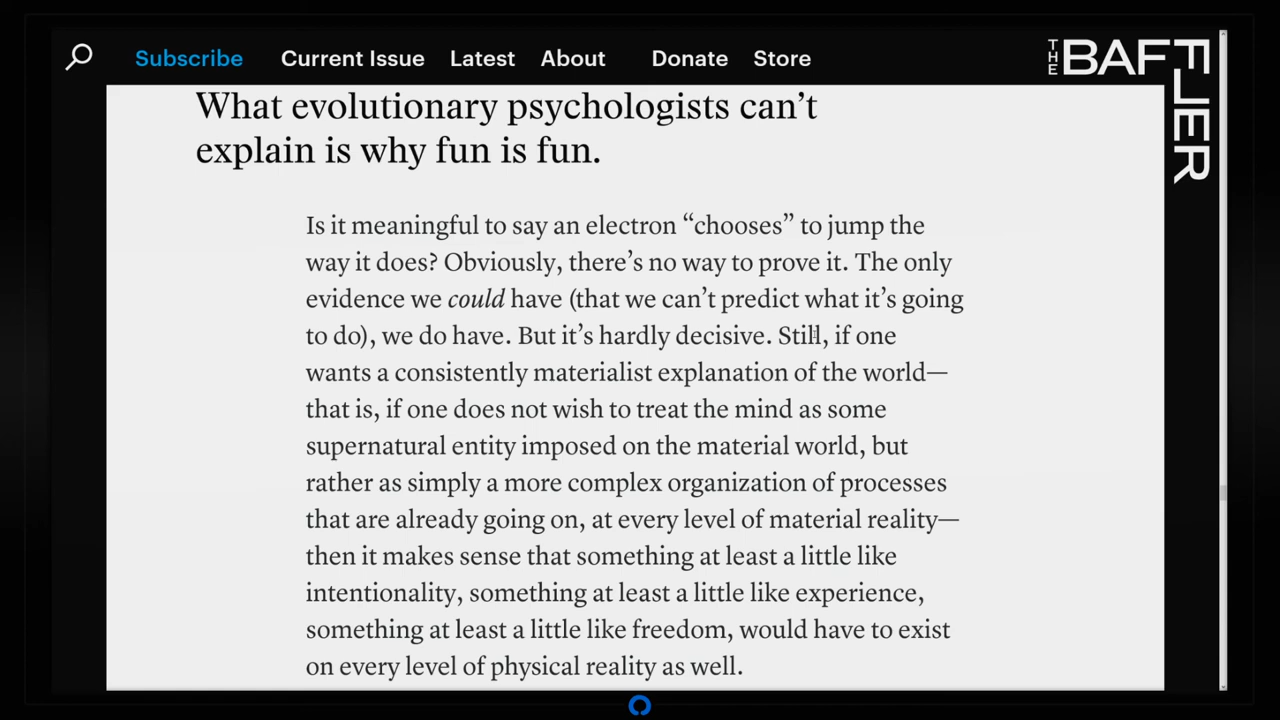 Subscribe Current Issue Latest About Donate Store
THE BAFFLER
What evolutionary psychologists can’t
explain is why fun is fun.
Is it meaningful to say an electron “chooses” to jump the
way it does? Obviously, there’s no way to prove it. The only
evidence we could have (that we can’t predict what it’s going
to do), we do have. But it’s hardly decisive. Still, if one
wants a consistently materialist explanation of the world—
that is, if one does not wish to treat the mind as some
supernatural entity imposed on the material world, but
rather as simply a more complex organization of processes
that are already going on, at every level of material reality—
then it makes sense that something at least a little like
intentionality, something at least a little like experience,
something at least a little like freedom, would have to exist
on every level of physical reality as well.